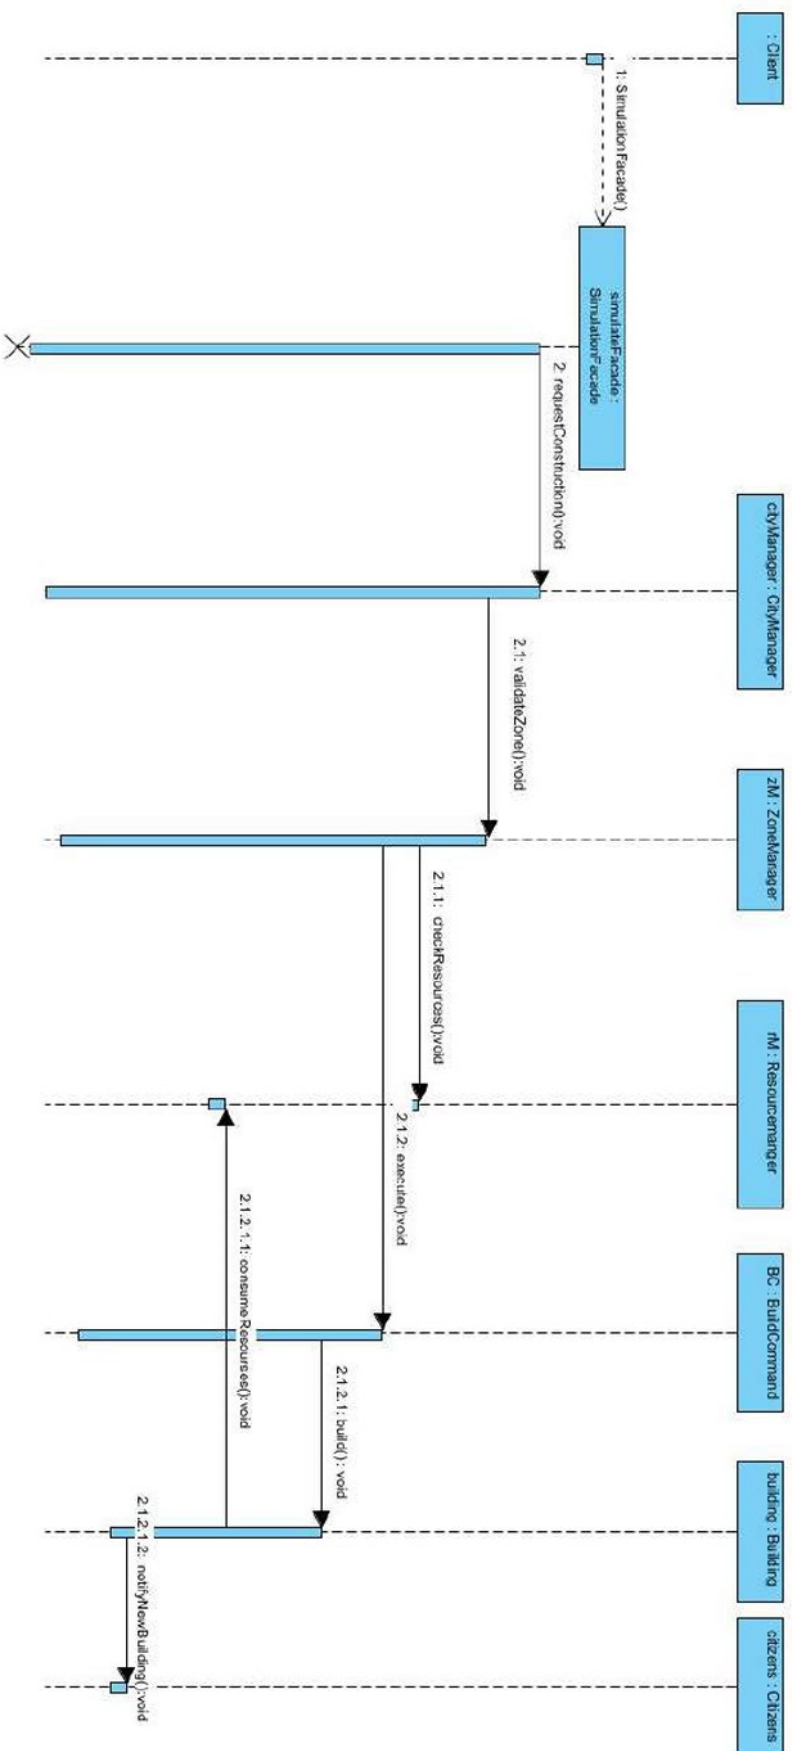 : Client
simulateFacade :
SimulationFacade
cityManager : CityManager
zM : ZoneManager
rM : Resourcemanger
BC : BuildCommand
building : Building
citizens : Citizens
1: SimulationFacade()
2: requestConstruction():void
2.1: validateZone():void
2.1.1: checkResources():void
2.1.2: execute():void
2.1.2.1: build() : void
2.1.2.1.1: consumeResourses():void
2.1.2.1.2: notifyNewBuilding():void